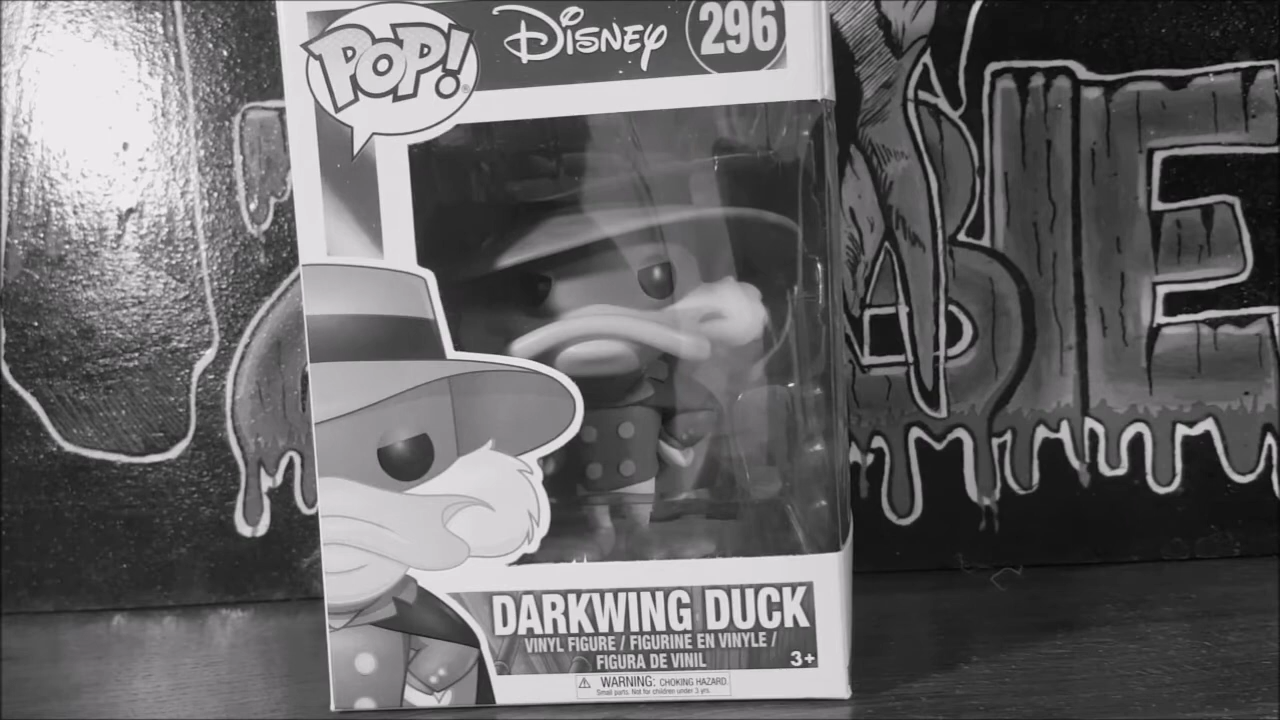 POP!
DISNEY
296
DARKWING DUCK
VINYL FIGURE / FIGURINE EN VINYLE /
FIGURA DE VINIL
3+
WARNING: CHOKING HAZARD.
Small parts. Not for children under 3 yrs.